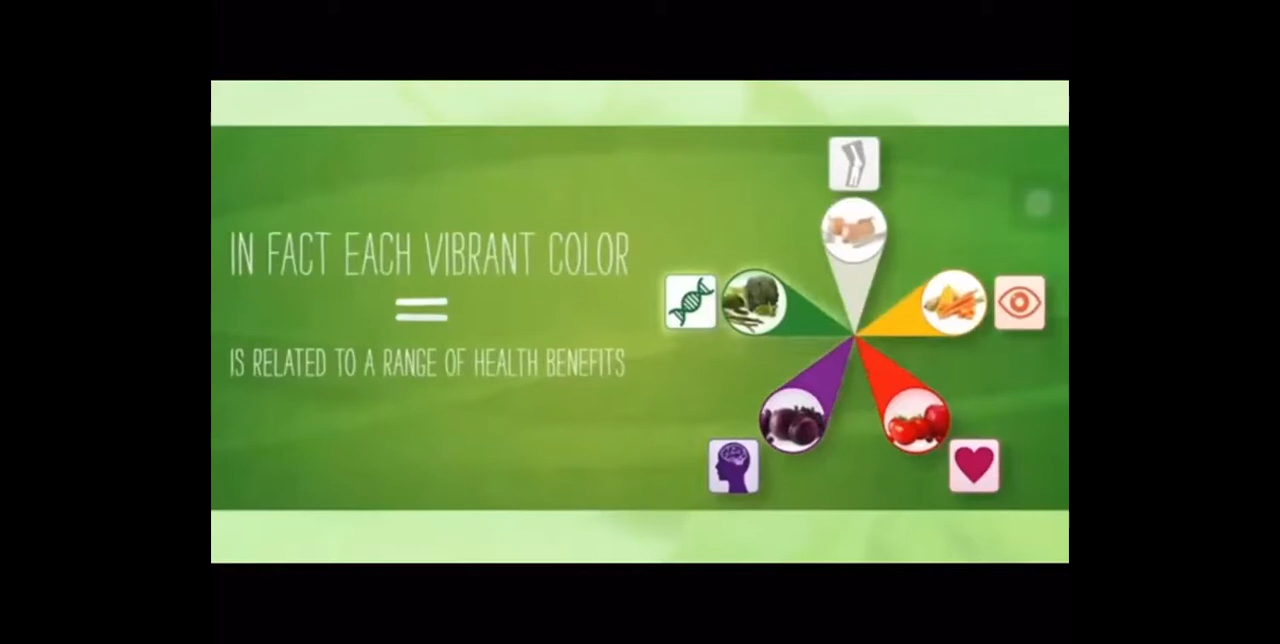 IN FACT EACH VIBRANT COLOR
=
IS RELATED TO A RANGE OF HEALTH BENEFITS